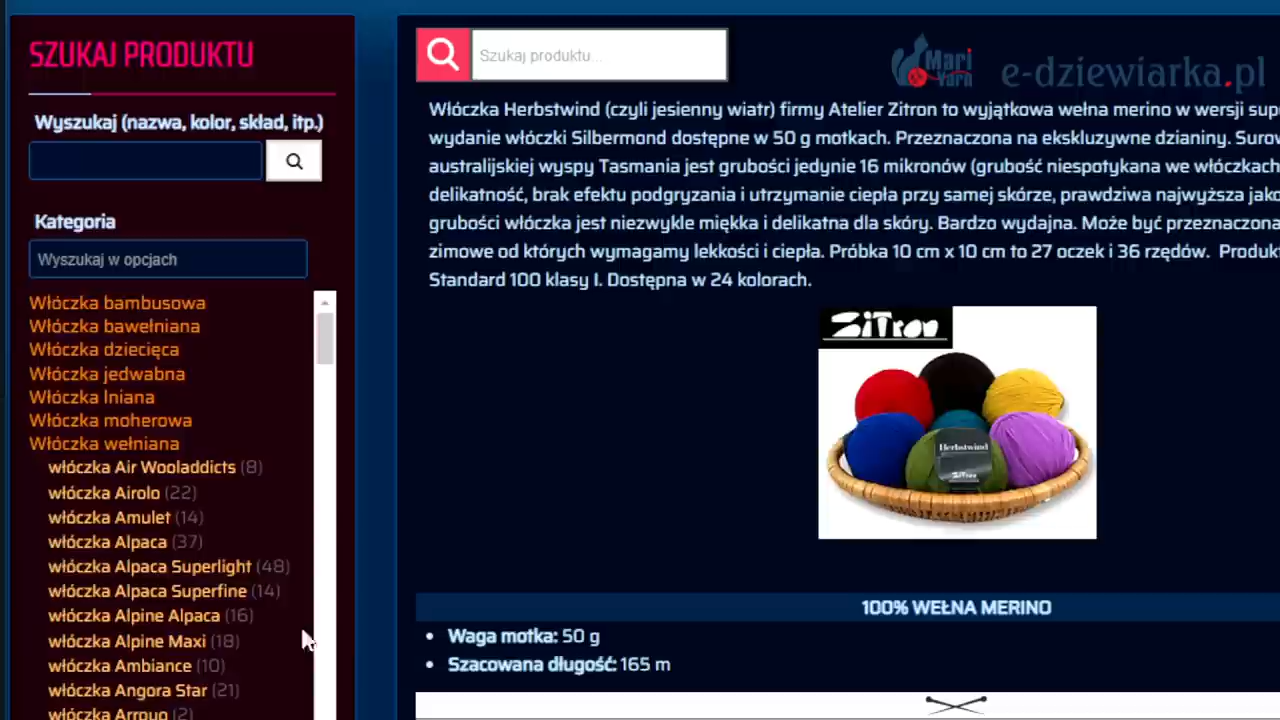 SZUKAJ PRODUKTU
Wyszukaj (nazwa, kolor, skład, itp.)
Kategoria
Wyszukaj w opcjach
Włóczka bambusowa
Włóczka bawełniana
Włóczka dziecięca
Włóczka jedwabna
Włóczka lniana
Włóczka moherowa
Włóczka wełniana
włóczka Air Wooladdicts (8)
włóczka Airolo (22)
włóczka Amulet (14)
włóczka Alpaca (37)
włóczka Alpaca Superlight (48)
włóczka Alpaca Superfine (14)
włóczka Alpine Alpaca (16)
włóczka Alpine Maxi (18)
włóczka Ambiance (10)
włóczka Angora Star (21)
włóczka Arroyo (2)
Szukaj produktu...
Mari
Yarn
e-dziewiarka.pl
Włóczka Herbstwind (czyli jesienny wiatr) firmy Atelier Zitron to wyjątkowa wełna merino w wersji sup
wydanie włóczki Silbermond dostępne w 50 g motkach. Przeznaczona na ekskluzywne dzianiny. Surow
australijskiej wyspy Tasmania jest grubości jedynie 16 mikronów (grubość niespotykana we włóczkach
delikatność, brak efektu podgryzania i utrzymanie ciepła przy samej skórze, prawdziwa najwyższa jako
grubości włóczka jest niezwykle miękka i delikatna dla skóry. Bardzo wydajna. Może być przeznaczona
zimowe od których wymagamy lekkości i ciepła. Próbka 10 cm x 10 cm to 27 oczek i 36 rzędów. Produk
Standard 100 klasy I. Dostępna w 24 kolorach.
ZiTron
Herbstwind
ZiTron
100% WEŁNA MERINO
Waga motka: 50 g
Szacowana długość: 165 m